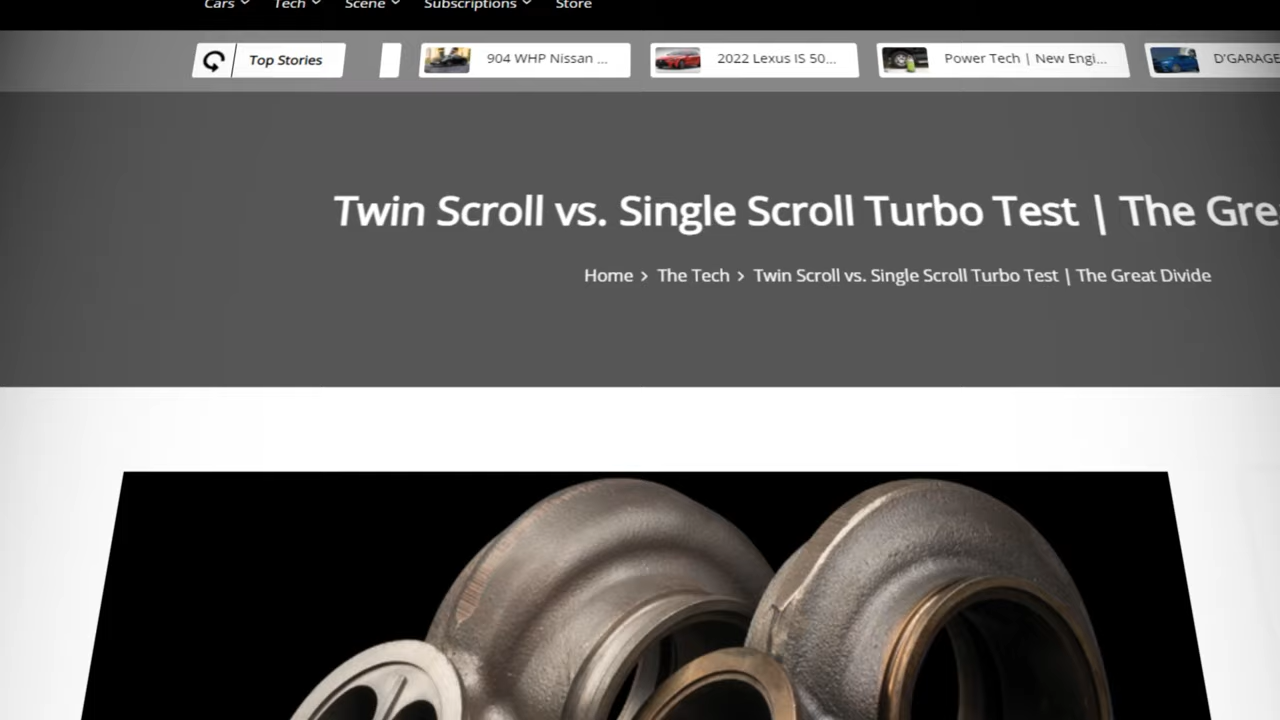 Cars Tech Scene Subscriptions Store
Top Stories 904 WHP Nissan ... 2022 Lexus IS 50... Power Tech | New Engi... D'GARAGE
Twin Scroll vs. Single Scroll Turbo Test | The Gre
Home > The Tech > Twin Scroll vs. Single Scroll Turbo Test | The Great Divide